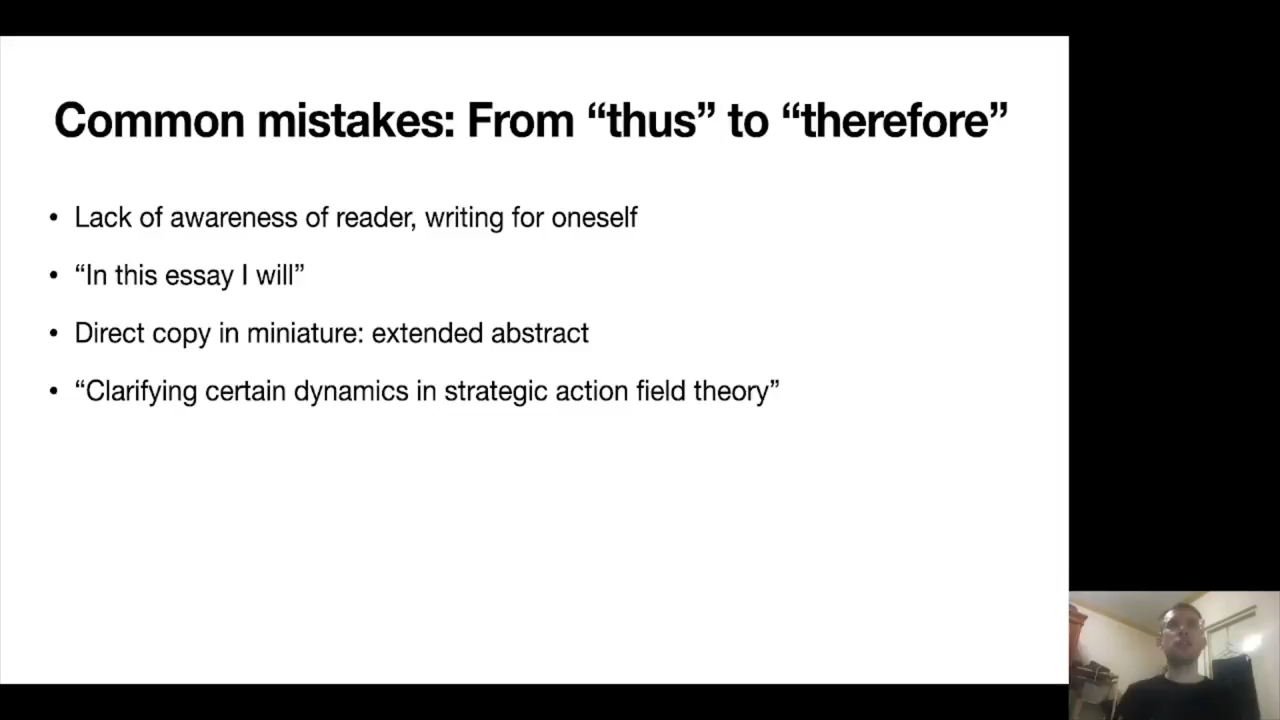 Common mistakes: From “thus” to “therefore”
• Lack of awareness of reader, writing for oneself
• “In this essay I will”
• Direct copy in miniature: extended abstract
• “Clarifying certain dynamics in strategic action field theory”